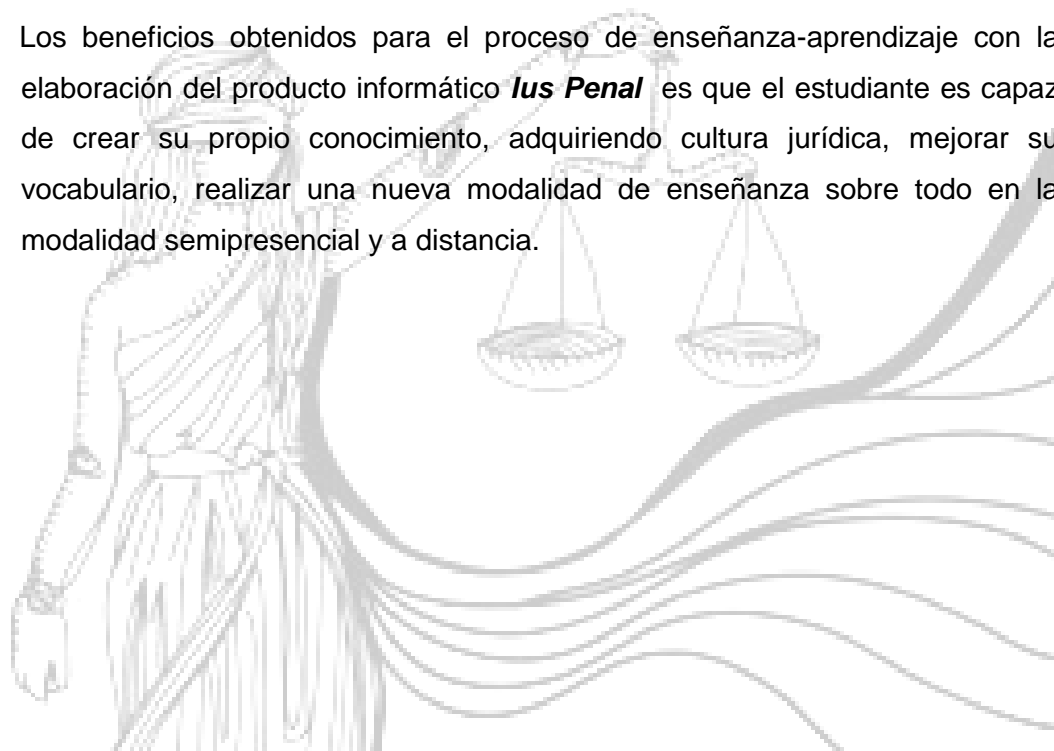 Los beneficios obtenidos para el proceso de enseñanza-aprendizaje con la
elaboración del producto informático Ius Penal es que el estudiante es capaz
de crear su propio conocimiento, adquiriendo cultura jurídica, mejorar su
vocabulario, realizar una nueva modalidad de enseñanza sobre todo en la
modalidad semipresencial y a distancia.